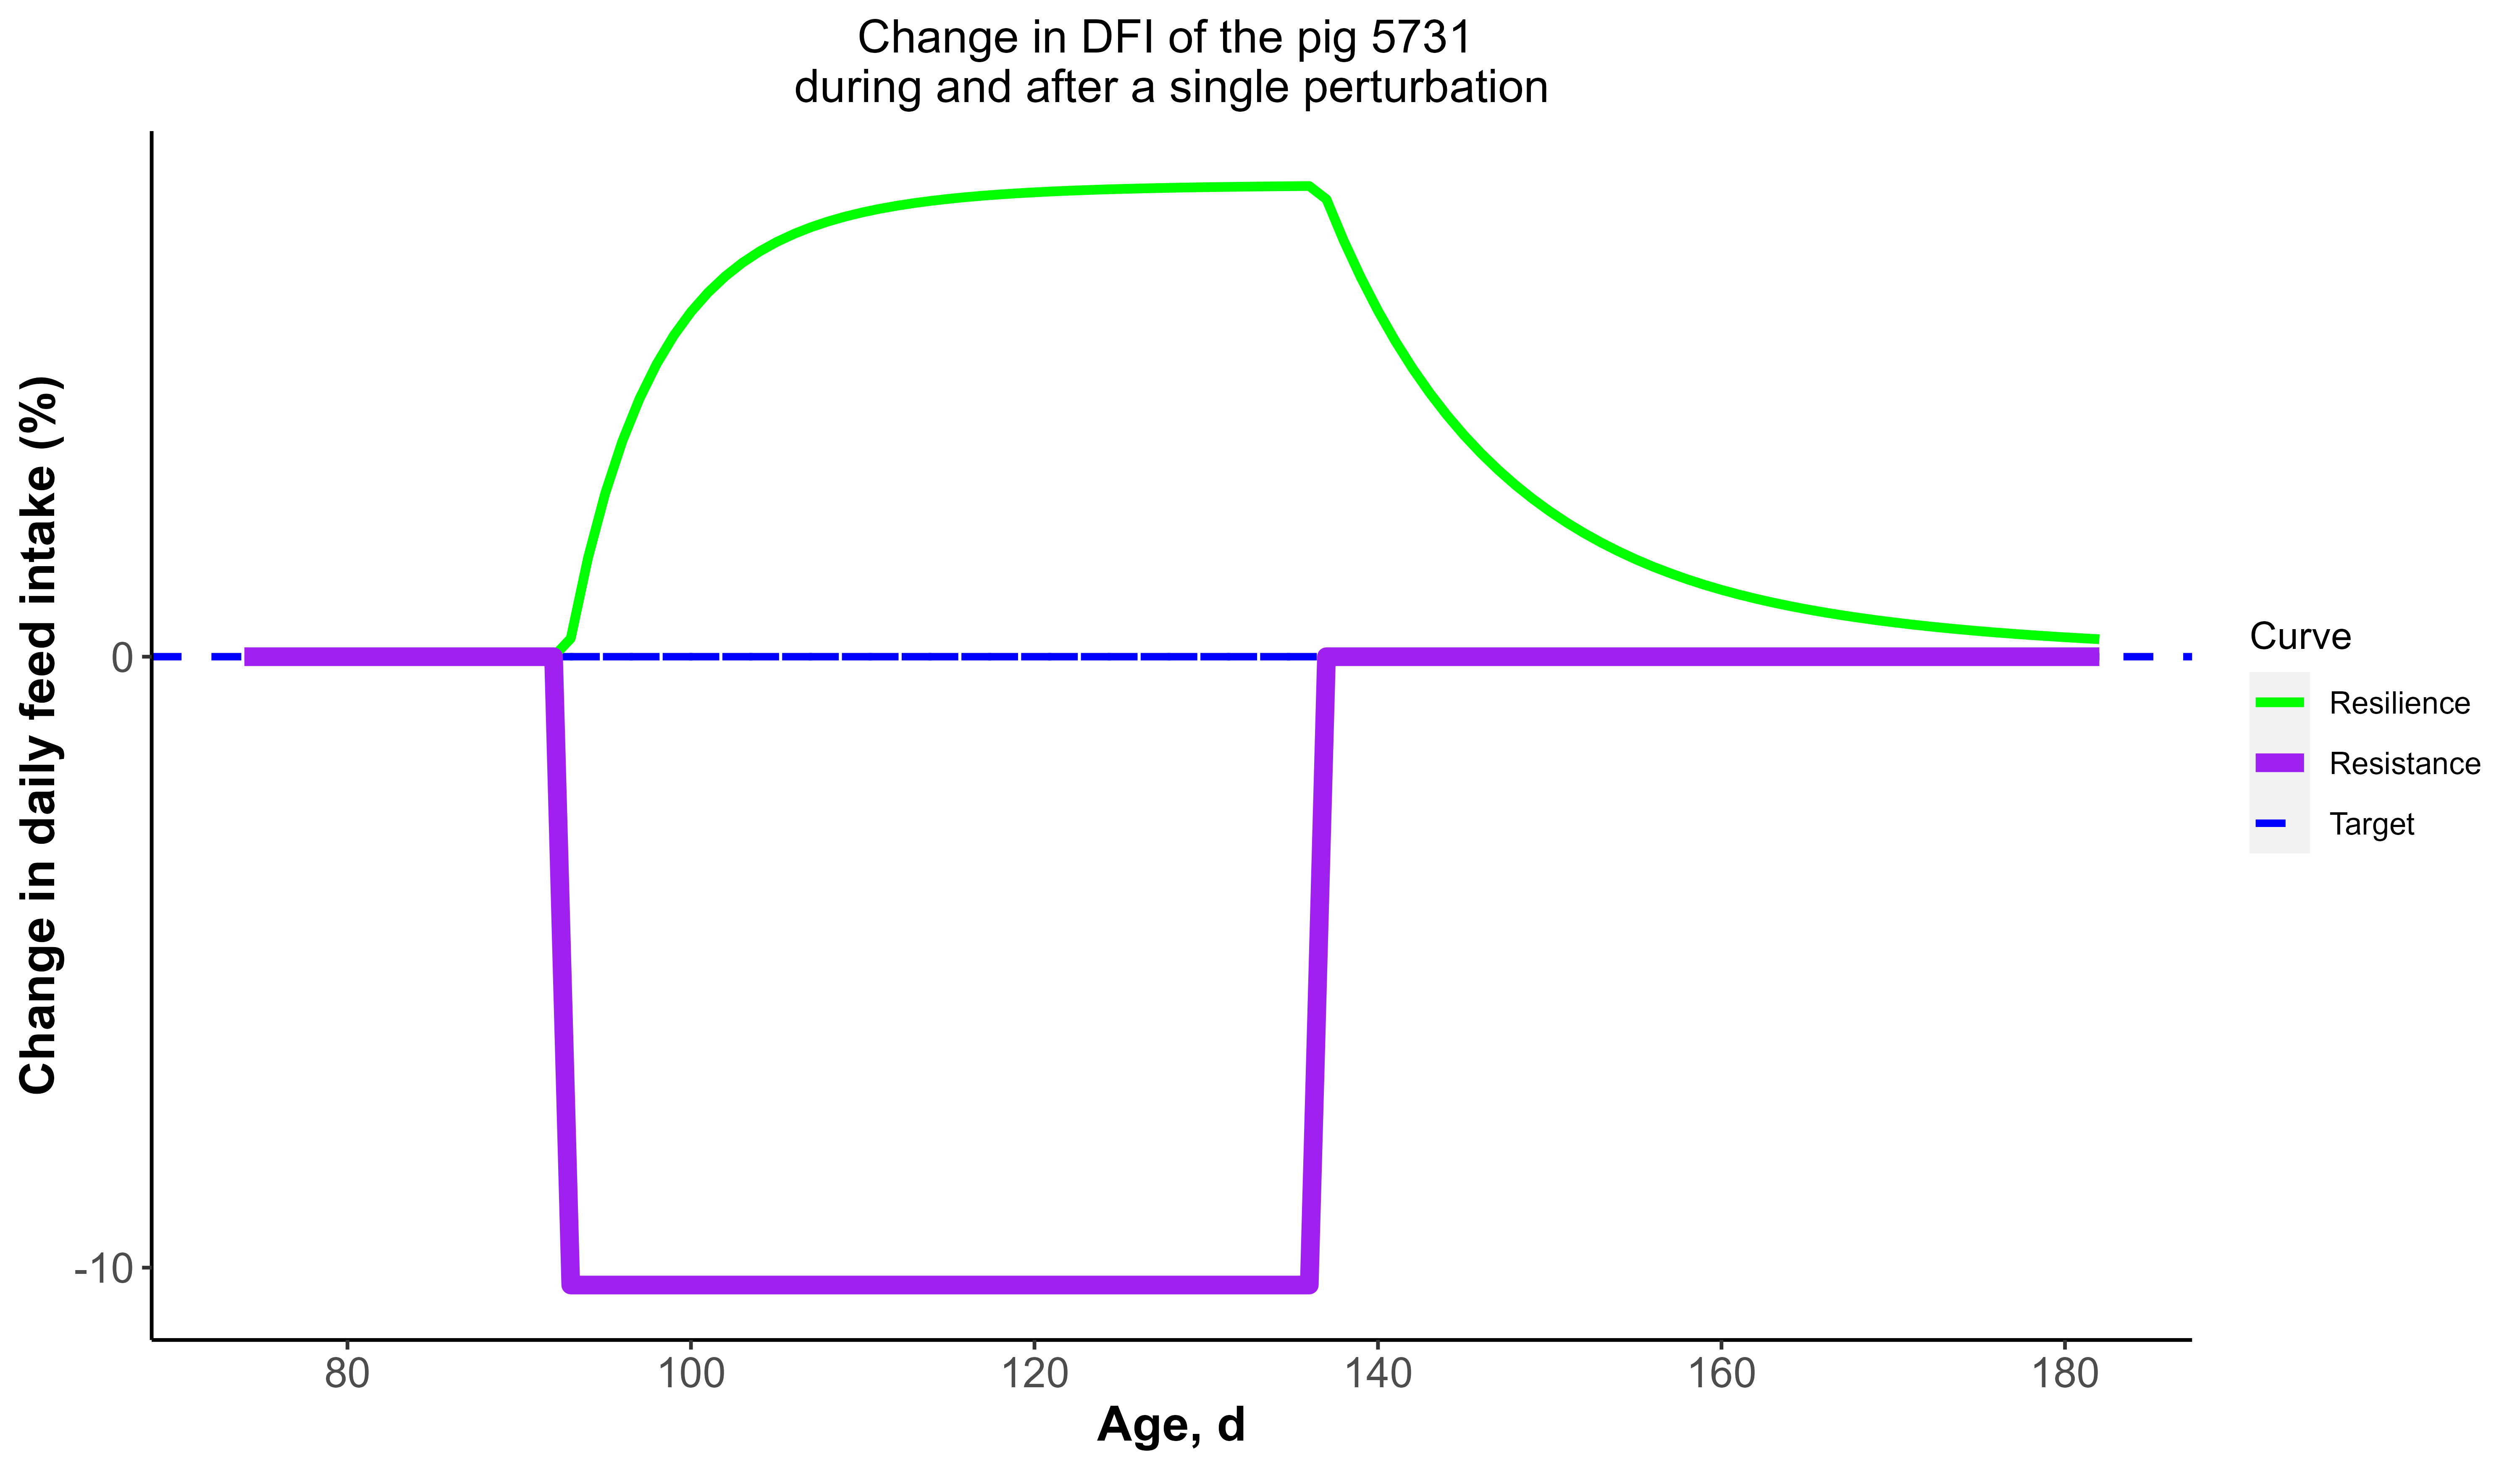 Change in DFI of the pig 5731
during and after a single perturbation
Change in daily feed intake (%)
0
-10
80 100 120 140 160 180
Age, d
Curve
Resilience
Resistance
Target